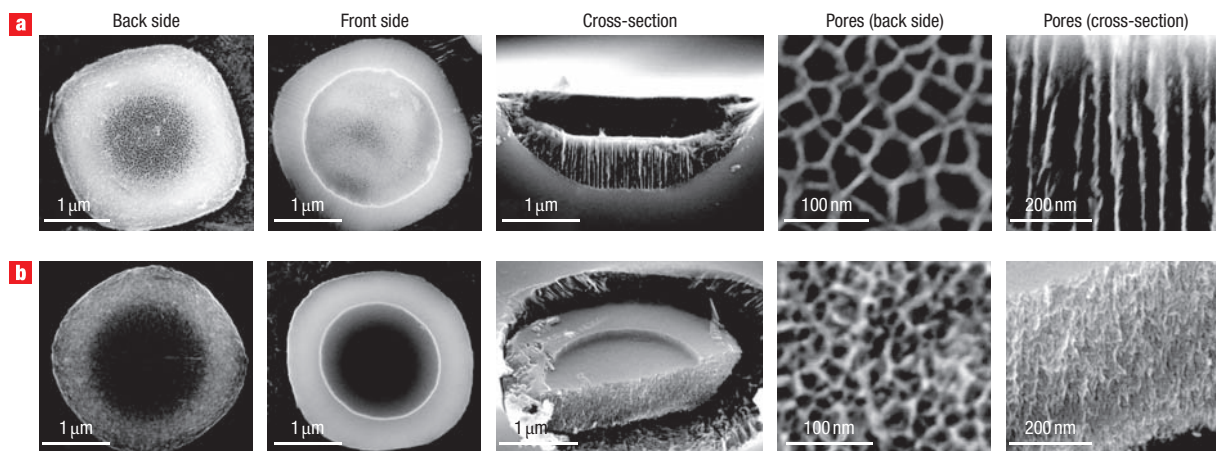 Back side Front side Cross-section Pores (back side) Pores (cross-section)
a
1 µm 1 µm 1 µm 100 nm 200 nm
b
1 µm 1 µm 1 µm 100 nm 200 nm